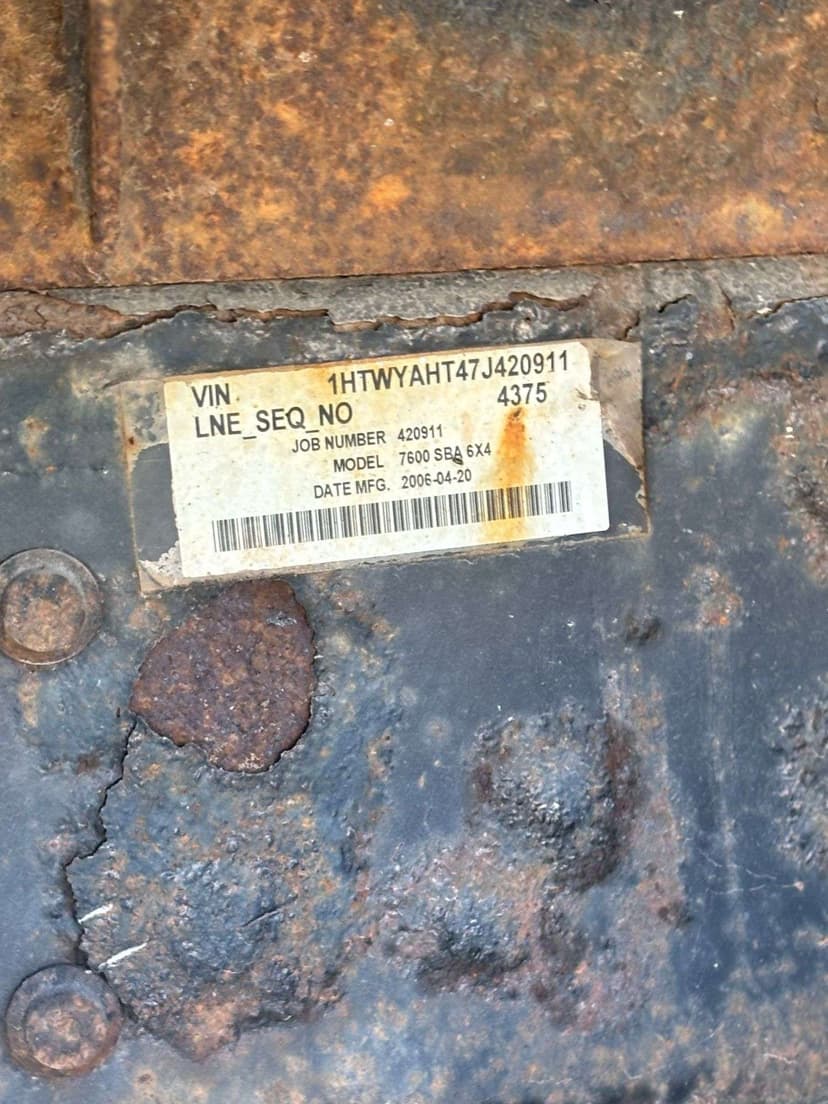 VIN 1HTWYAHT47J420911
LNE_SEQ_NO 4375
JOB NUMBER 420911
MODEL 7600 SBA 6X4
DATE MFG. 2006-04-20